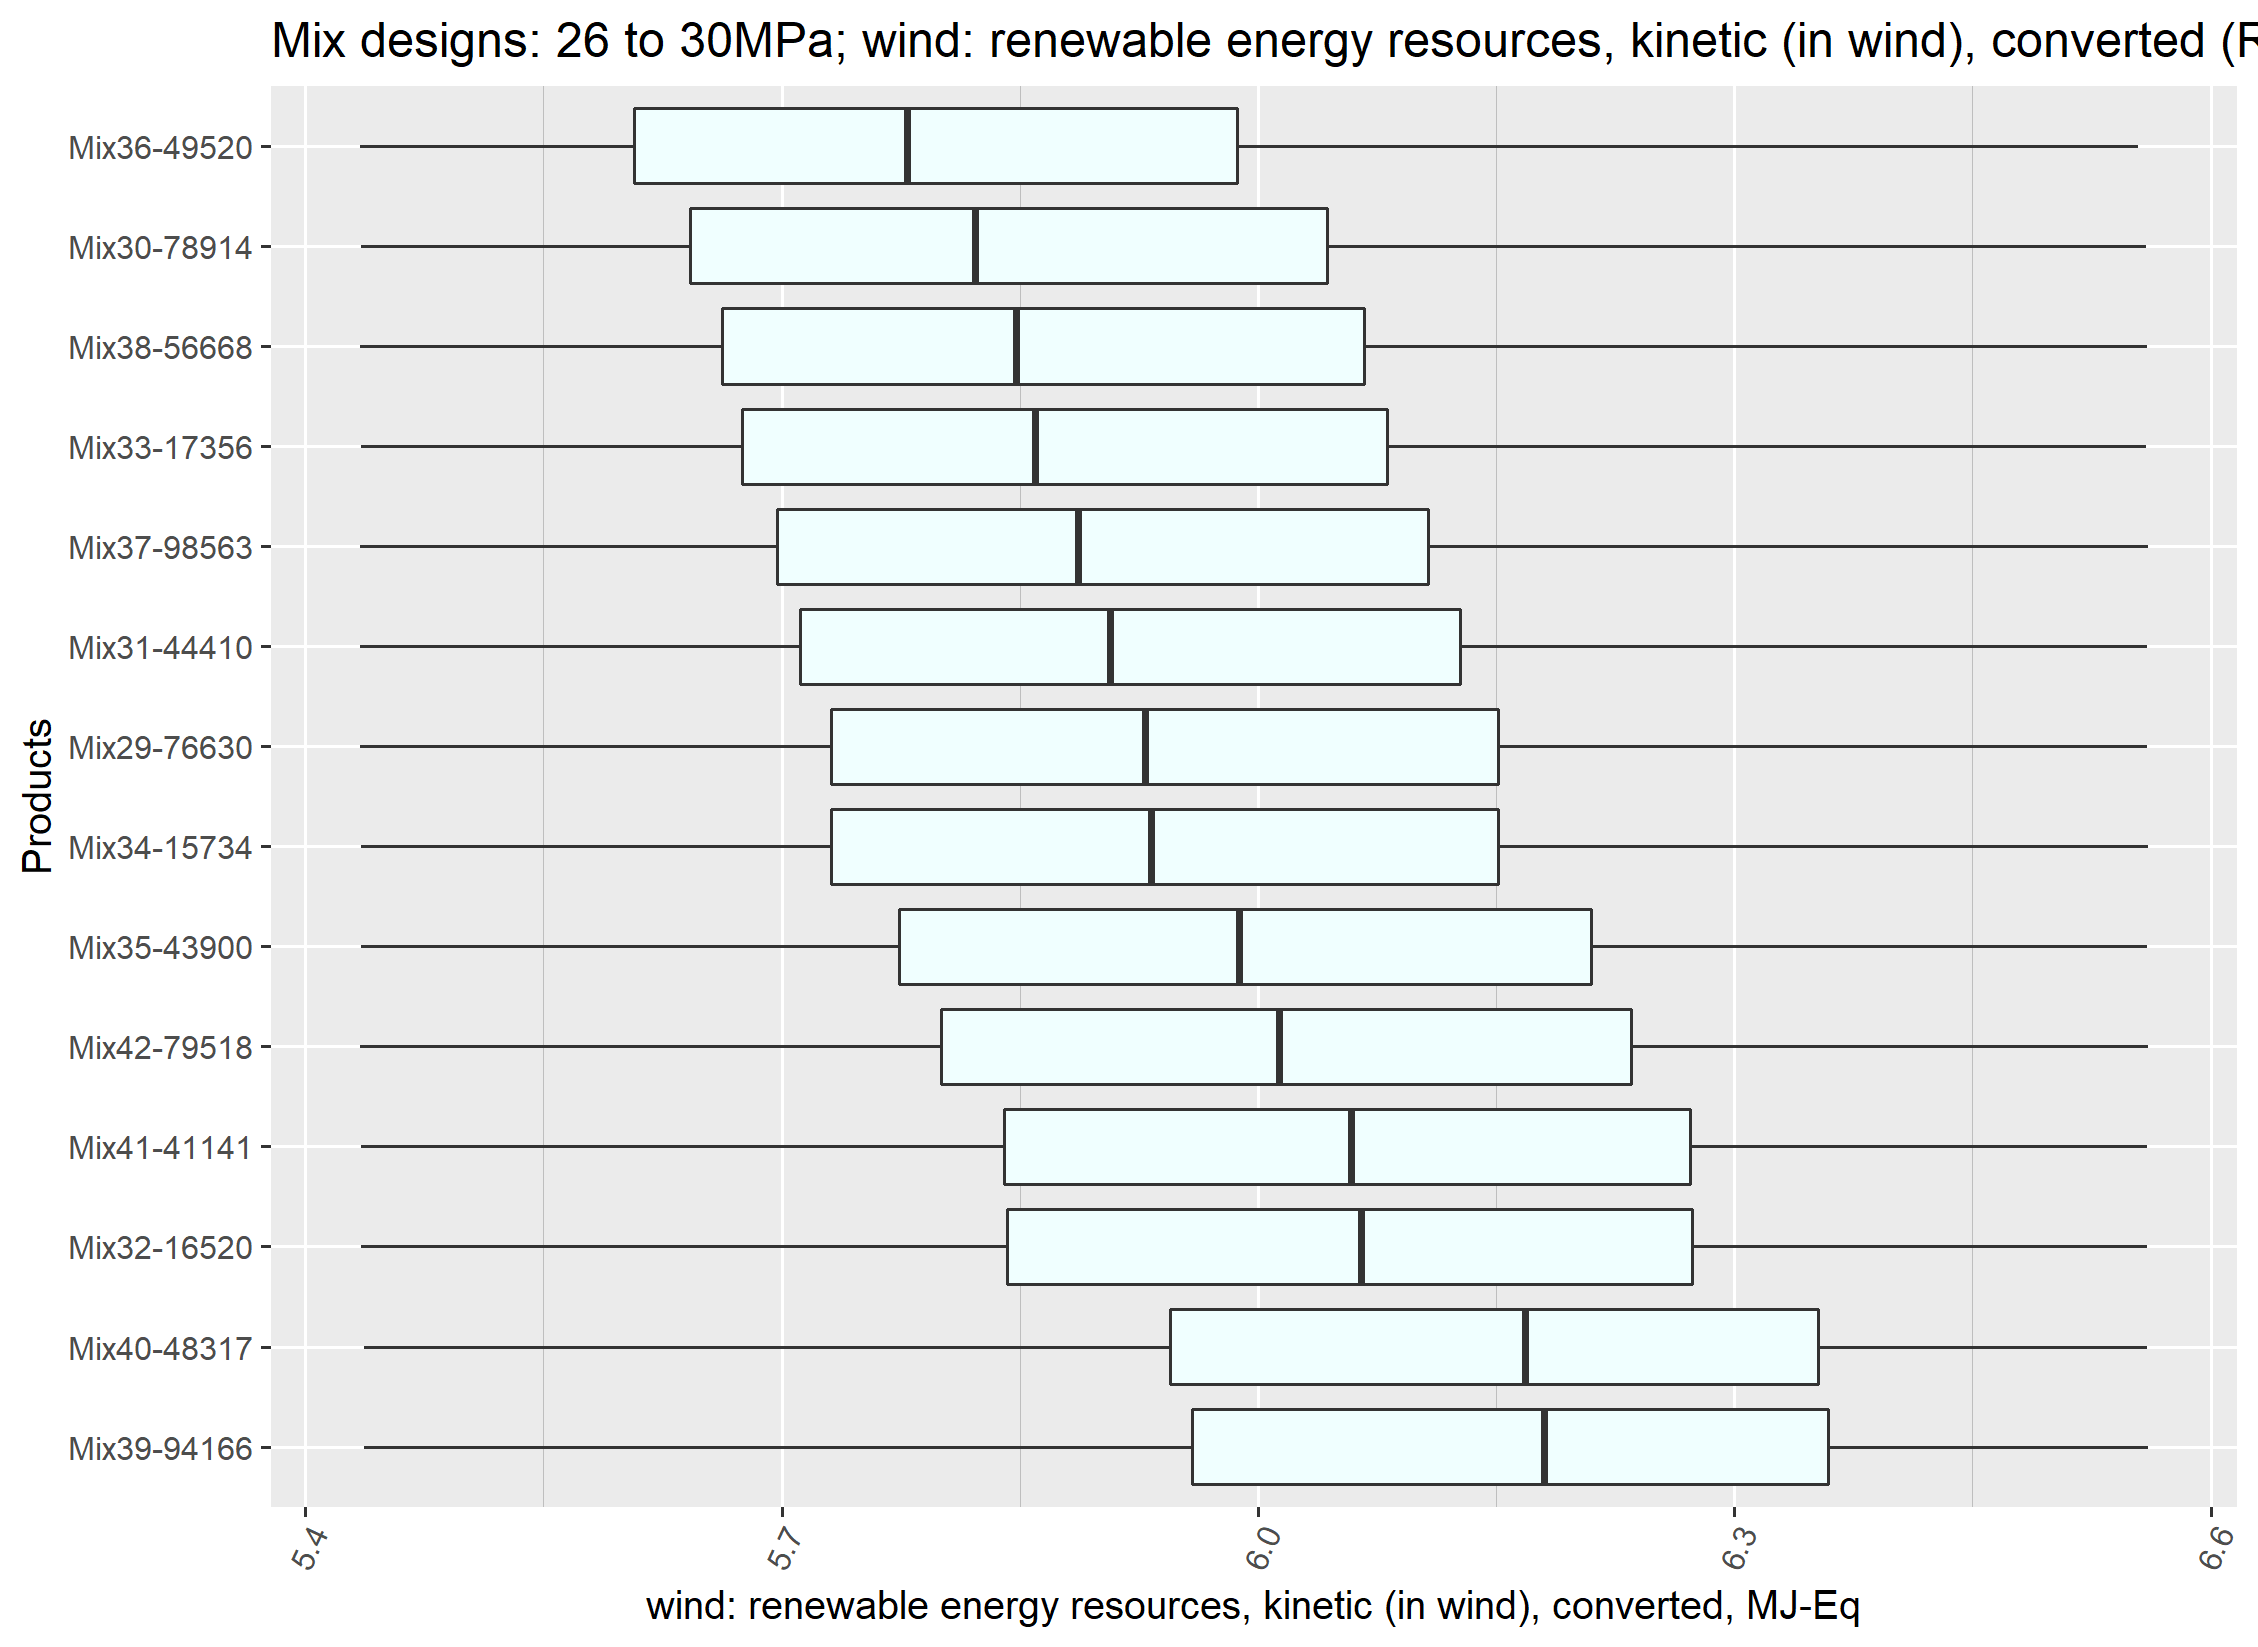 Mix designs: 26 to 30MPa; wind: renewable energy resources, kinetic (in wind), converted (R
Mix36-49520
Mix30-78914
Mix38-56668
Mix33-17356
Mix37-98563
Mix31-44410
Mix29-76630
Mix34-15734
Mix35-43900
Mix42-79518
Mix41-41141
Mix32-16520
Mix40-48317
Mix39-94166
Products
5.4 5.7 6.0 6.3 6.6
wind: renewable energy resources, kinetic (in wind), converted, MJ-Eq